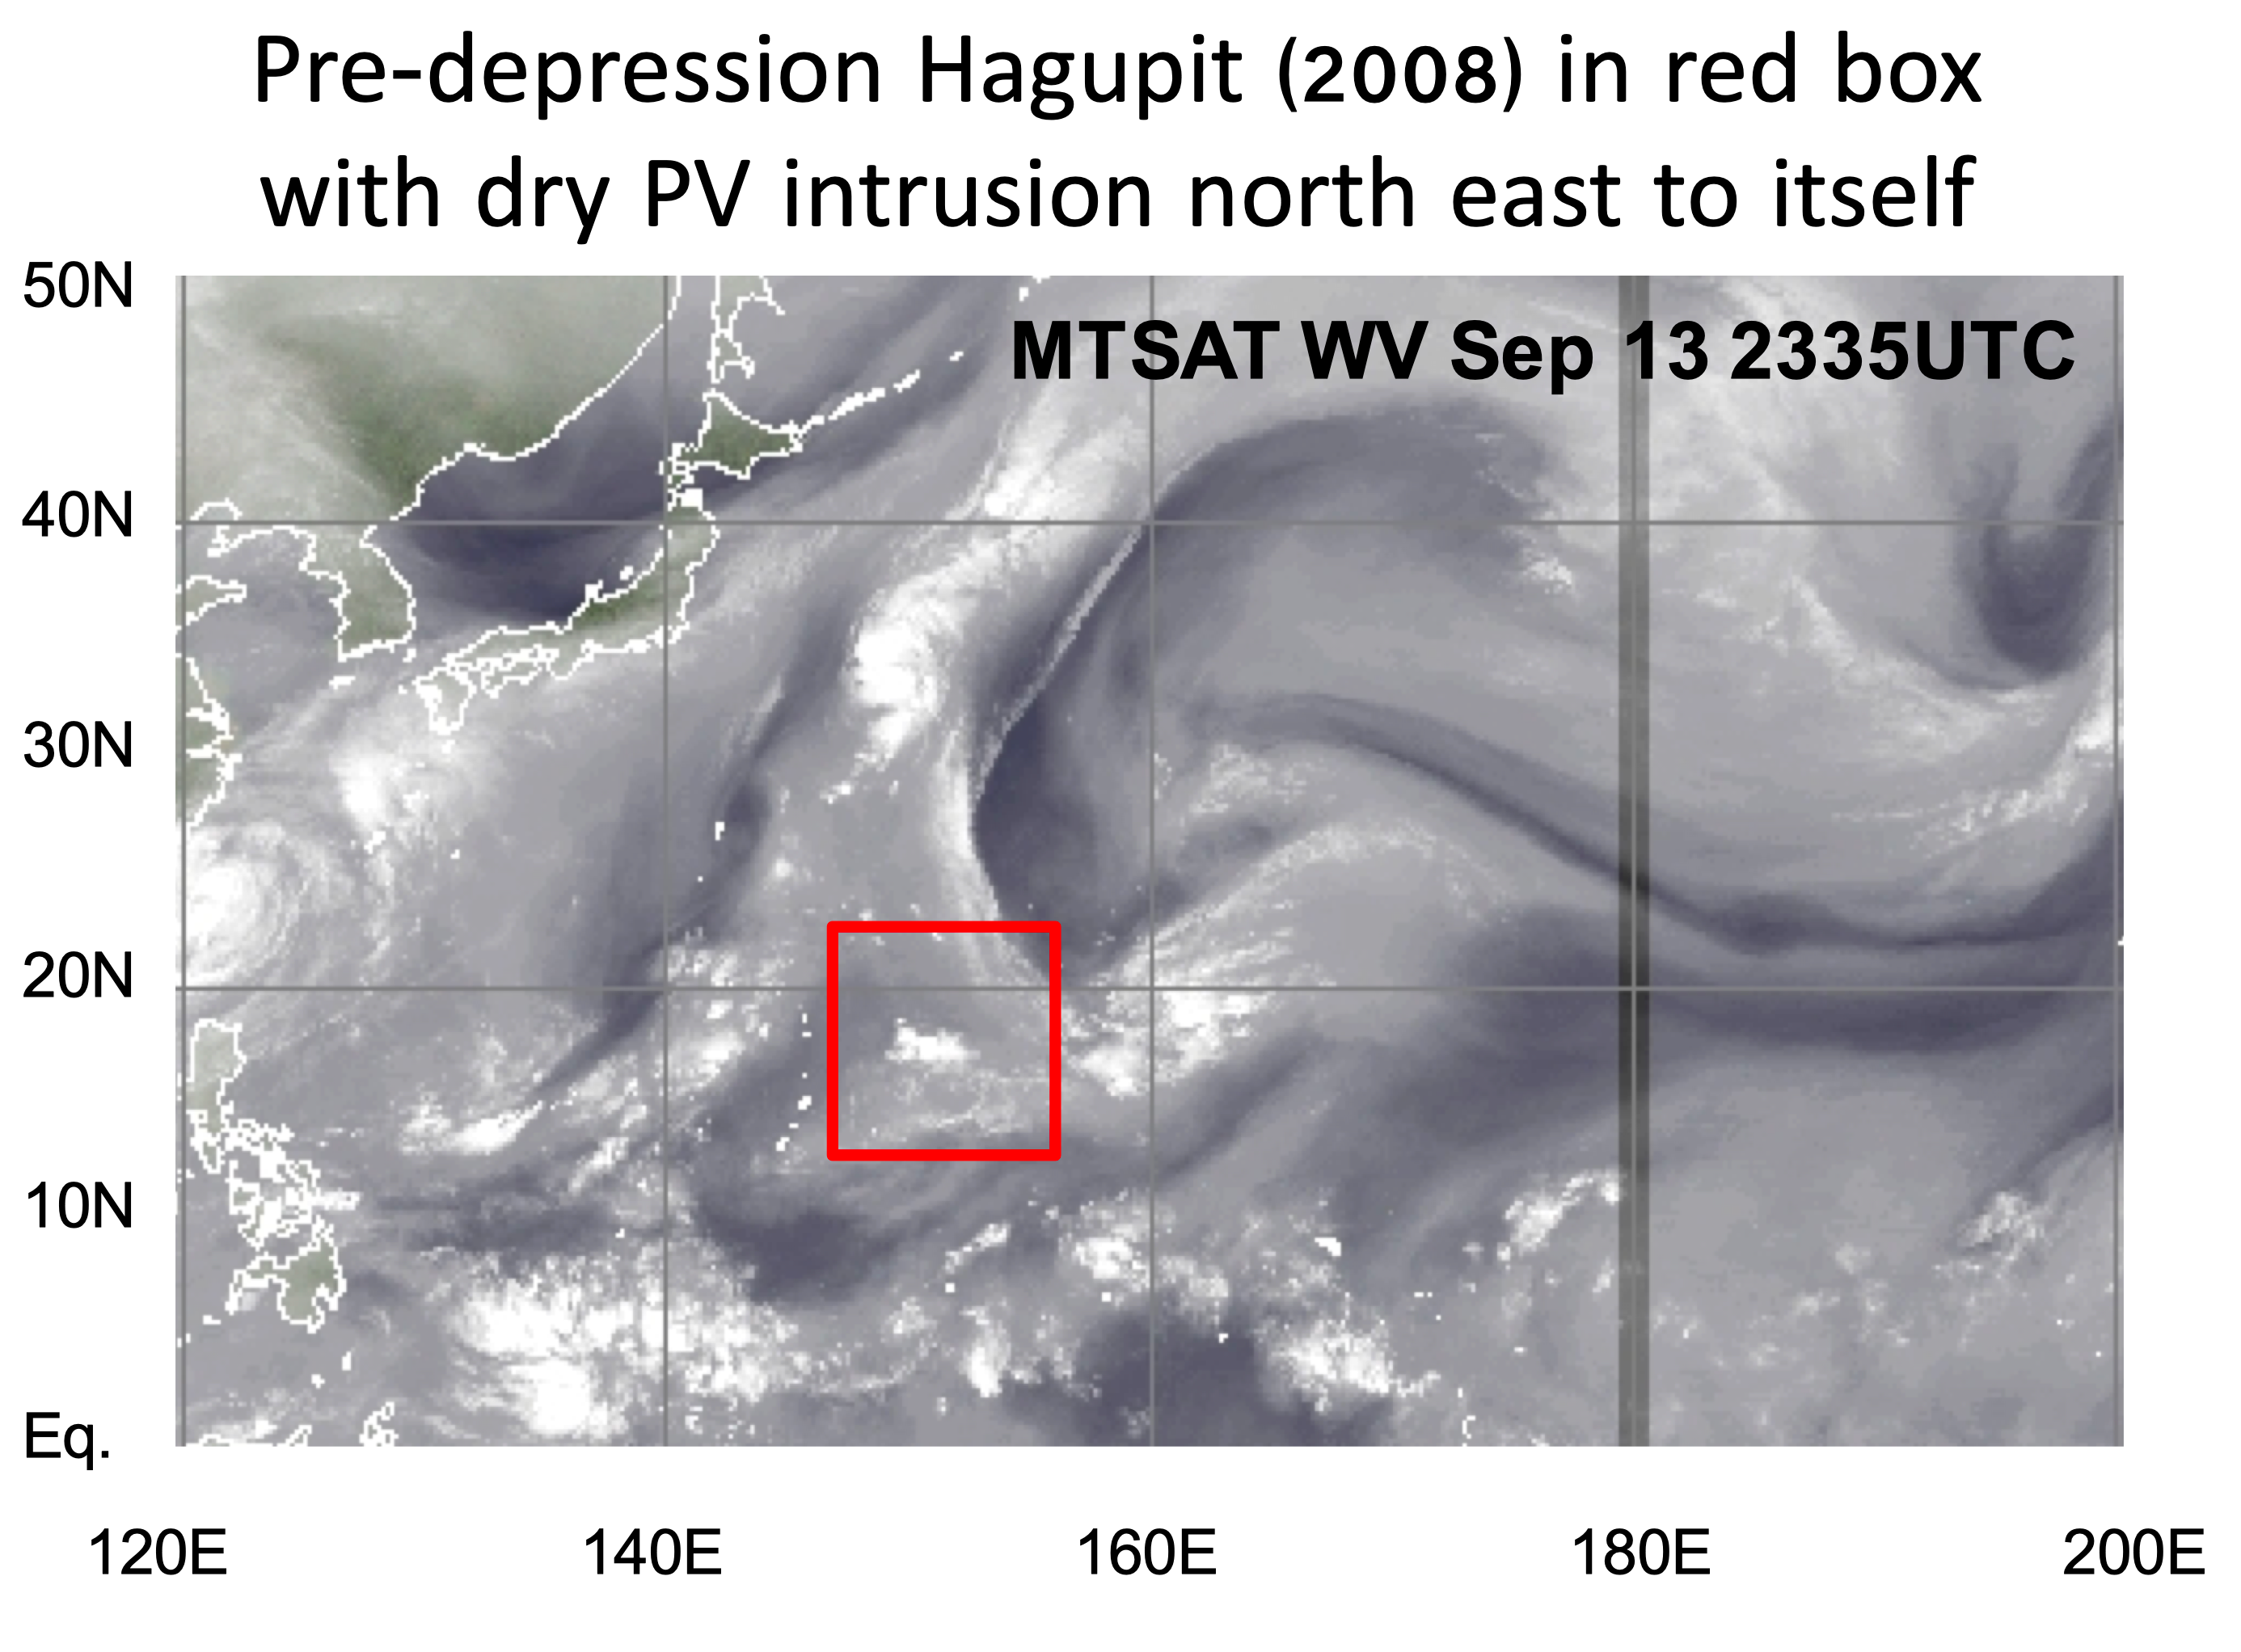 Pre-depression Hagupit (2008) in red box
with dry PV intrusion north east to itself
50N
MTSAT WV Sep 13 2335UTC
40N
30N
20N
10N
Eq.
120E 140E 160E 180E 200E